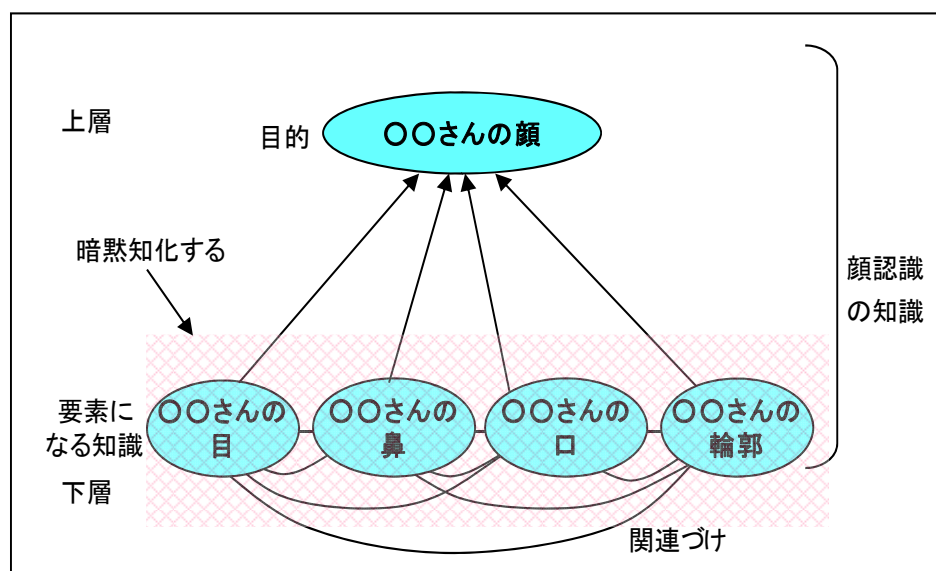 上層
目的
〇〇さんの顔
暗黙知化する
顔認識
の知識
要素に
なる知識
〇〇さんの
目
〇〇さんの
鼻
〇〇さんの
口
〇〇さんの
輪郭
下層
関連づけ